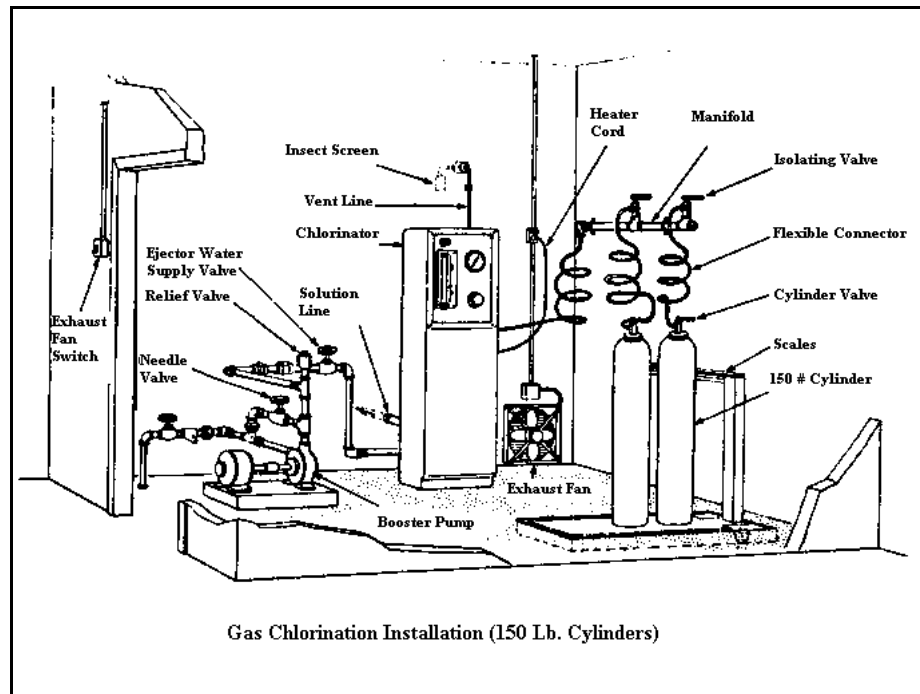 Heater
Cord
Manifold
Insect Screen
Isolating Valve
Vent Line
Chlorinator
Flexible Connector
Ejector Water
Supply Valve
Relief Valve
Solution
Line
Cylinder Valve
Exhaust
Fan
Switch
Needle
Valve
Scales
150 # Cylinder
Exhaust Fan
Booster Pump
Gas Chlorination Installation (150 Lb. Cylinders)